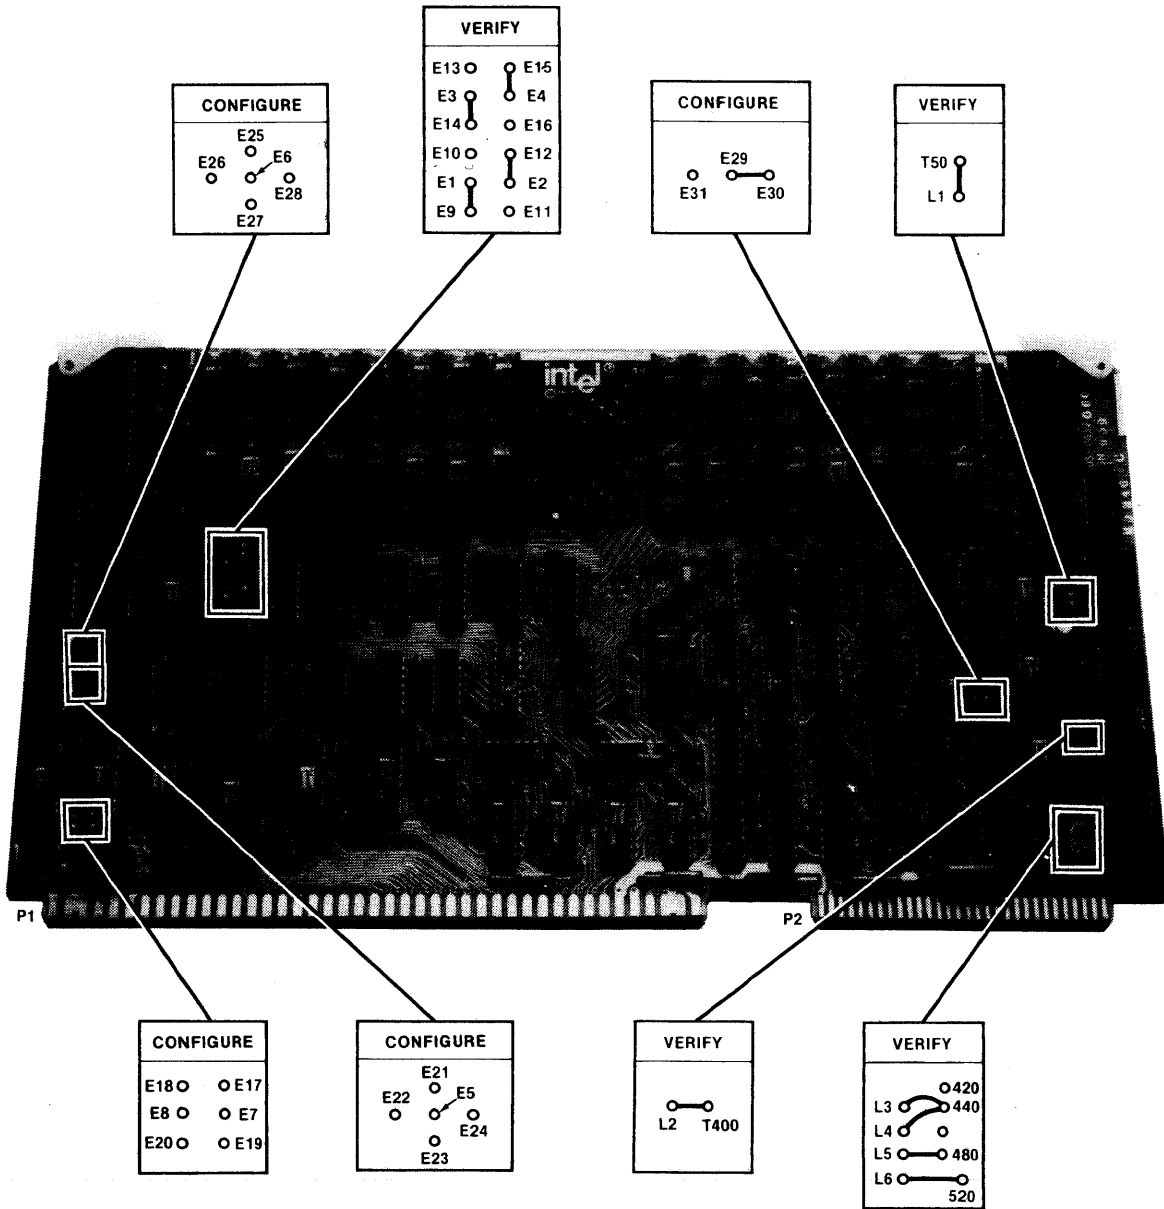 VERIFY
E13 E15
E3 E4
E14 E16
E10 E12
E1 E2
E9 E11
CONFIGURE
E25
E26 E6
E28
E27
CONFIGURE
E29
E31 E30
VERIFY
T50
L1
intel®
P1
P2
CONFIGURE
E18 E17
E8 E7
E20 E19
CONFIGURE
E21
E22 E5
E24
E23
VERIFY
L2 T400
VERIFY
420
L3 440
L4
L5 480
L6
520